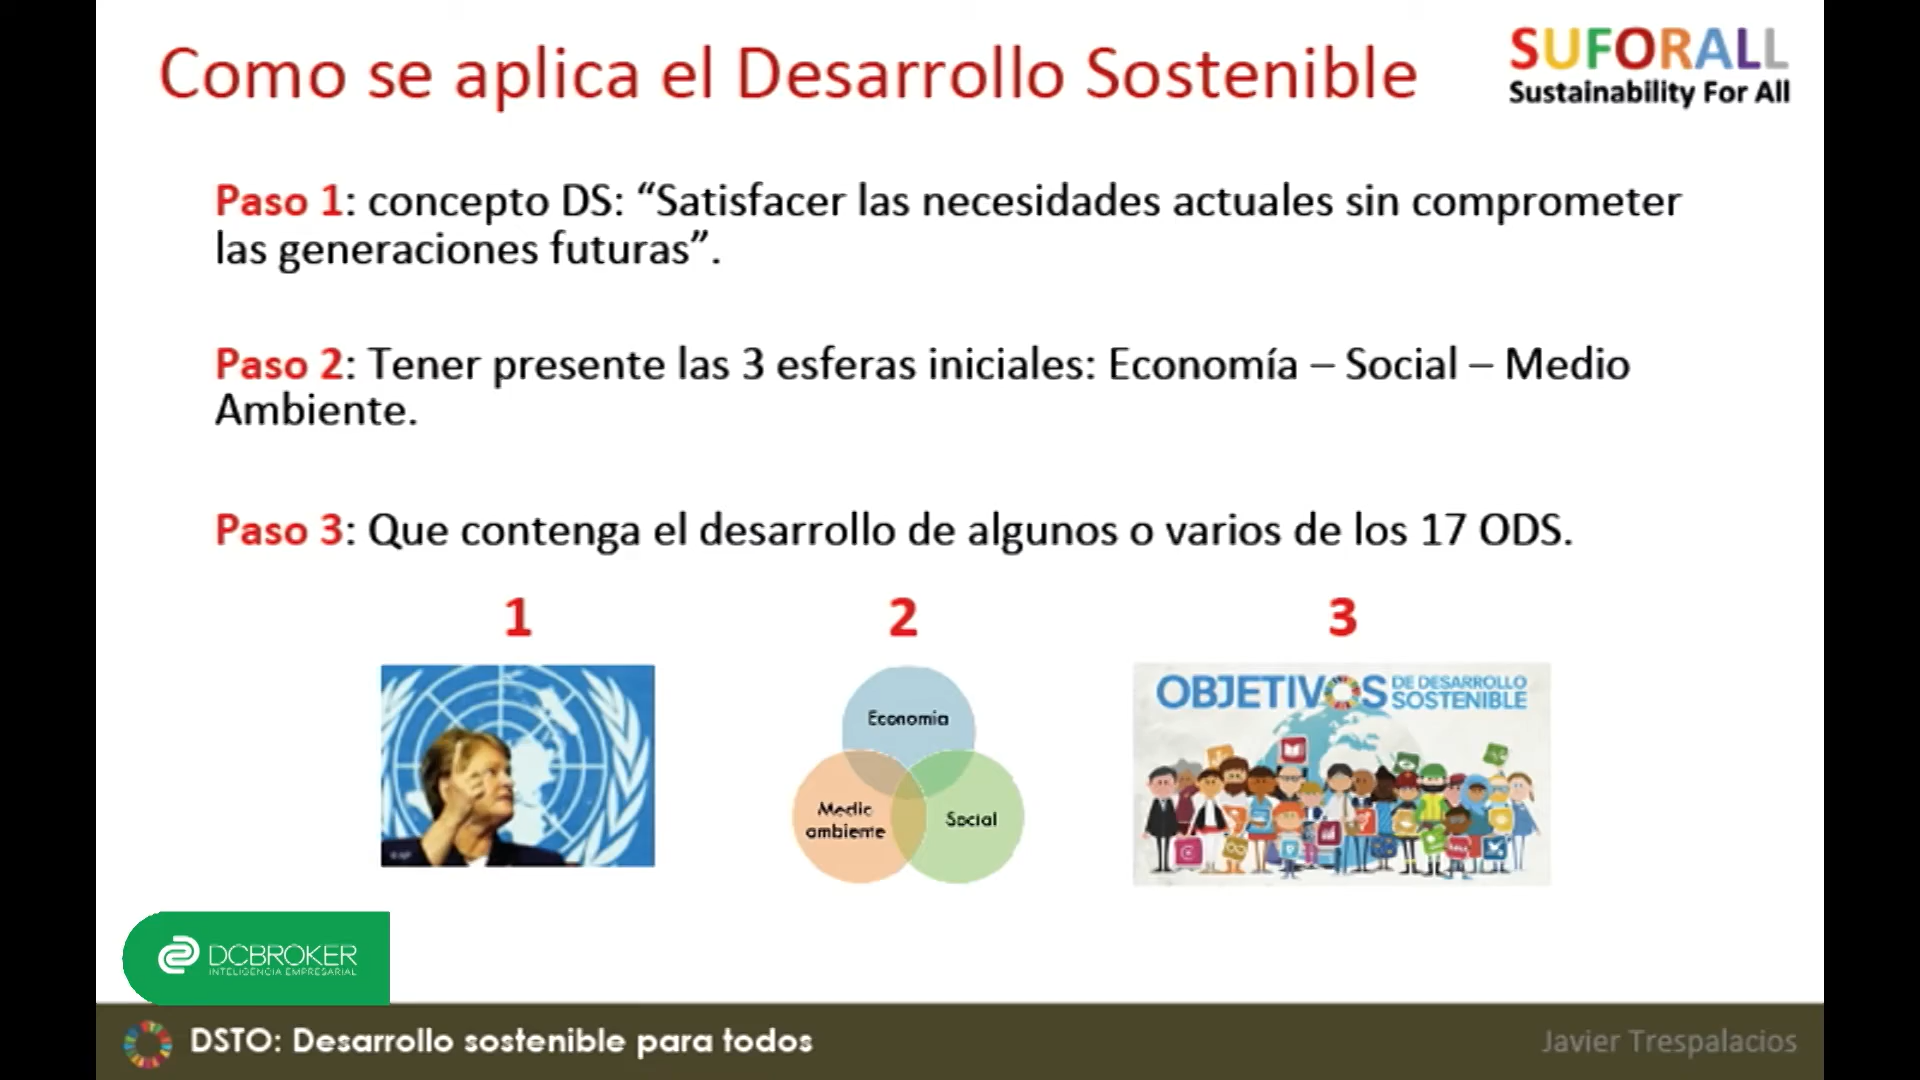 Como se aplica el Desarrollo Sostenible
SUFORALL
Sustainability For All
Paso 1: concepto DS: “Satisfacer las necesidades actuales sin comprometer
las generaciones futuras”.
Paso 2: Tener presente las 3 esferas iniciales: Economía – Social – Medio
Ambiente.
Paso 3: Que contenga el desarrollo de algunos o varios de los 17 ODS.
1
2
3
Economía
Medio
ambiente
Social
OBJETIVOS DE DESARROLLO
SOSTENIBLE
DCBROKER
INTELIGENCIA EMPRESARIAL
DSTO: Desarrollo sostenible para todos
Javier Trespalacios